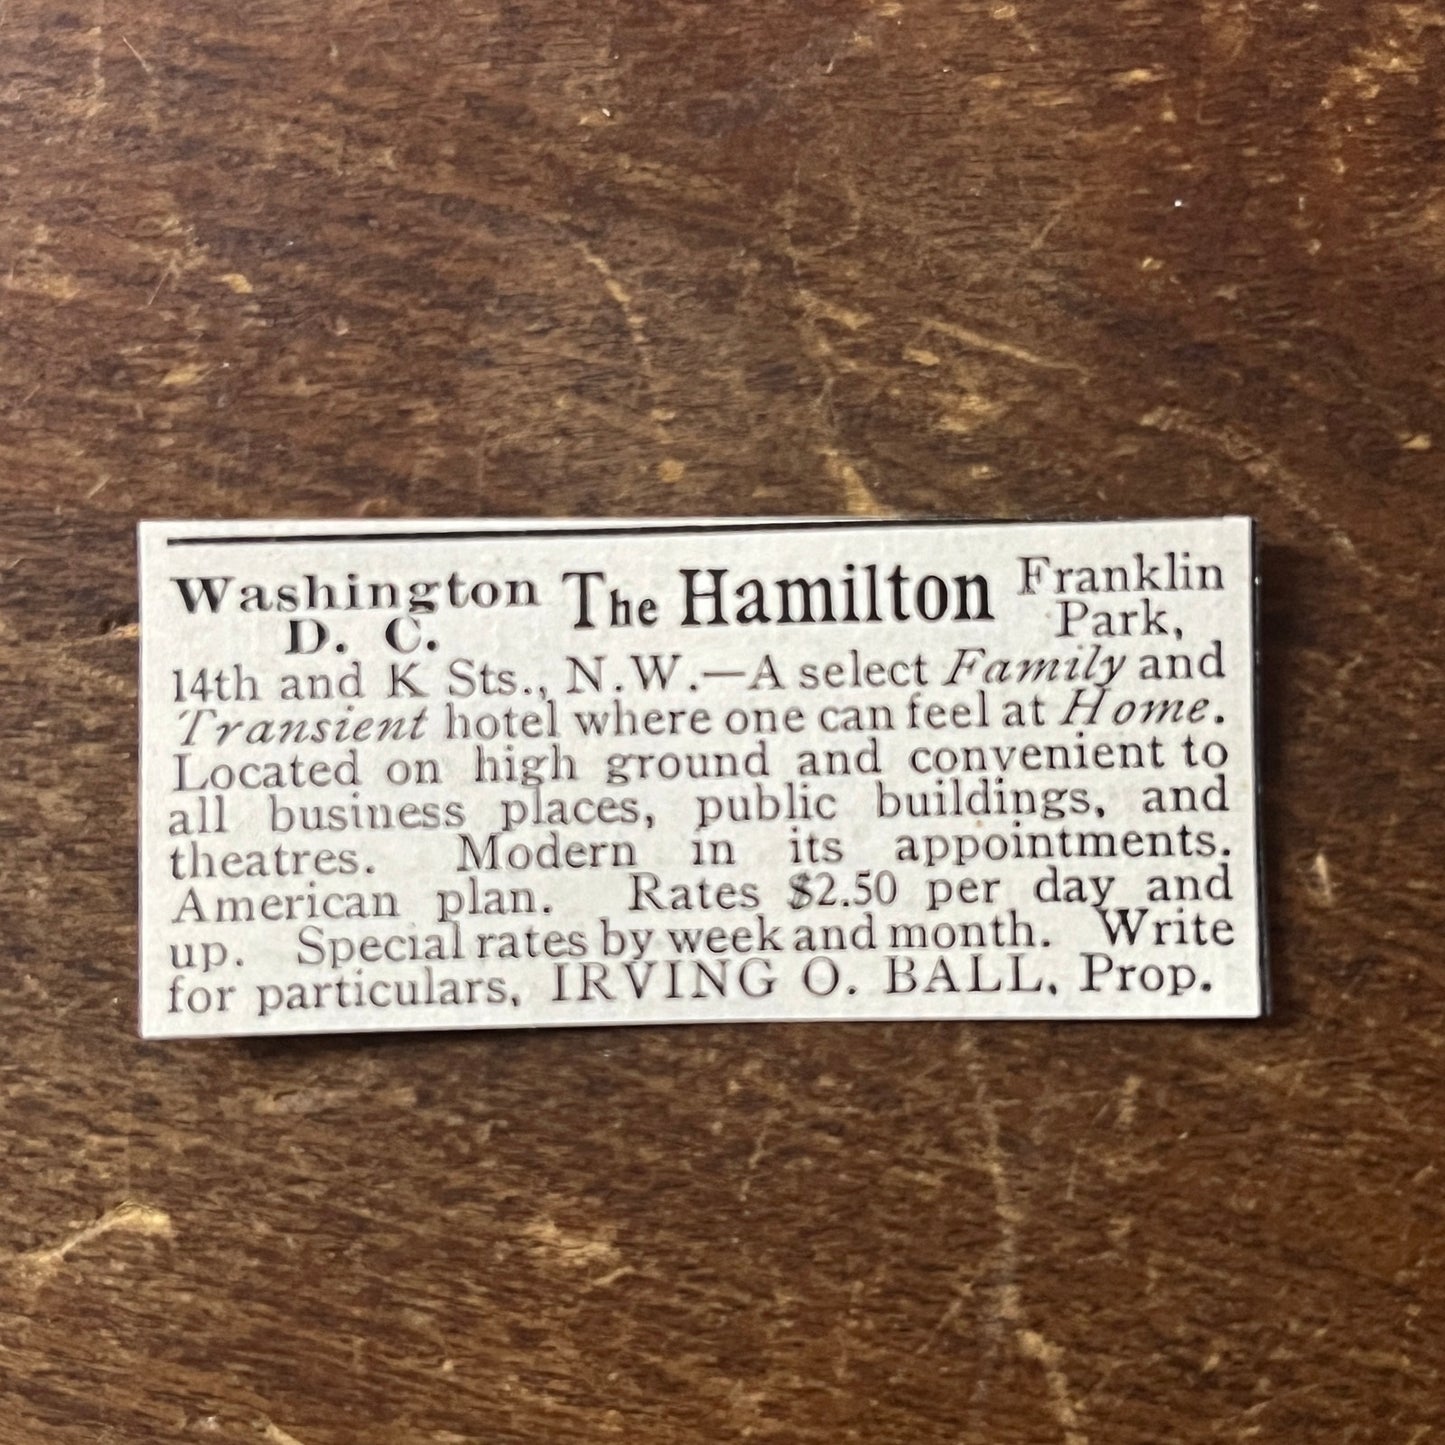 Washington D. C. The Hamilton Franklin Park,
14th and K Sts., N.W.—A select Family and
Transient hotel where one can feel at Home.
Located on high ground and convenient to
all business places, public buildings, and
theatres. Modern in its appointments.
American plan. Rates $2.50 per day and
up. Special rates by week and month. Write
for particulars, IRVING O. BALL, Prop.